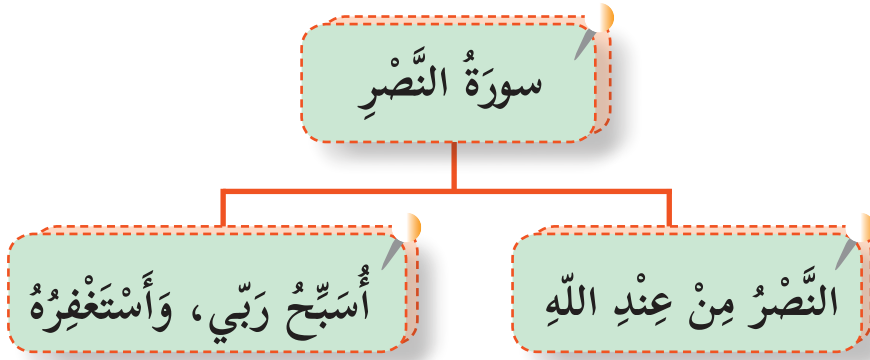 سورَةُ النَّصْرِ
النَّصْرُ مِنْ عِنْدِ اللّهِ
أُسَبِّحُ رَبّي، وَأَسْتَغْفِرُهُ